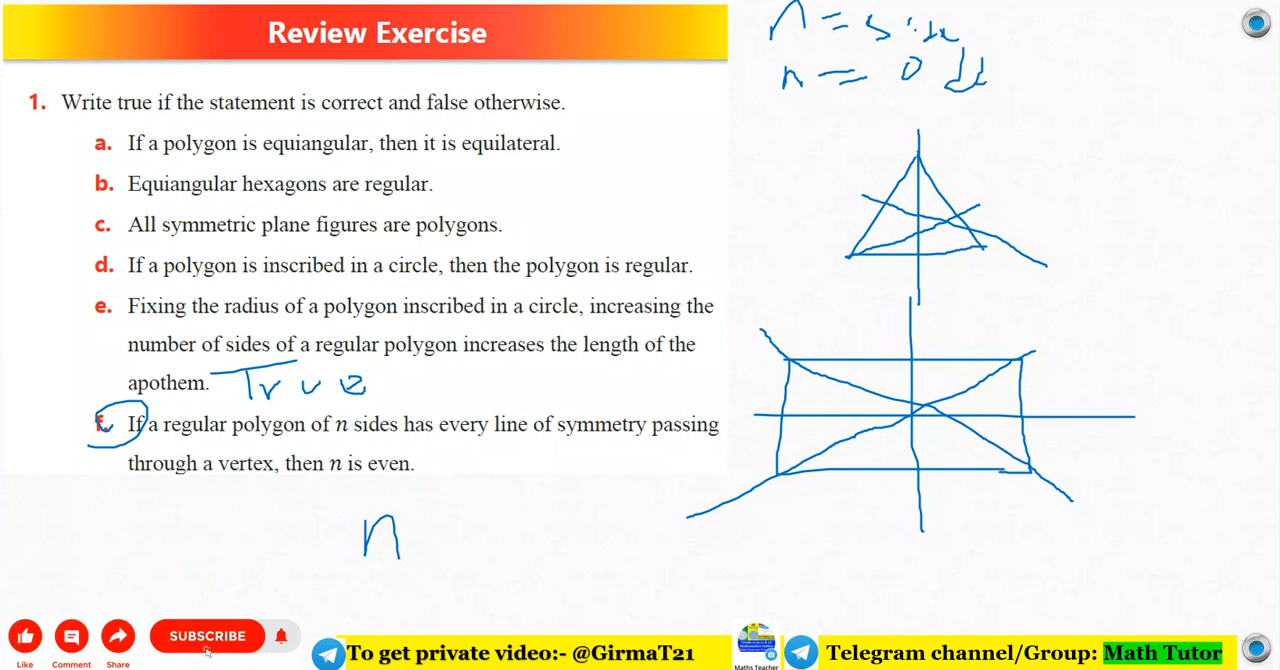 Review Exercise
1. Write true if the statement is correct and false otherwise.
a. If a polygon is equiangular, then it is equilateral.
b. Equiangular hexagons are regular.
c. All symmetric plane figures are polygons.
d. If a polygon is inscribed in a circle, then the polygon is regular.
e. Fixing the radius of a polygon inscribed in a circle, increasing the
number of sides of a regular polygon increases the length of the
apothem. True
f. If a regular polygon of n sides has every line of symmetry passing
through a vertex, then n is even.
n
n = side
n = odd
Like
Comment
Share
SUBSCRIBE
To get private video:- @GirmaT21
Maths Teacher
Telegram channel/Group: Math Tutor